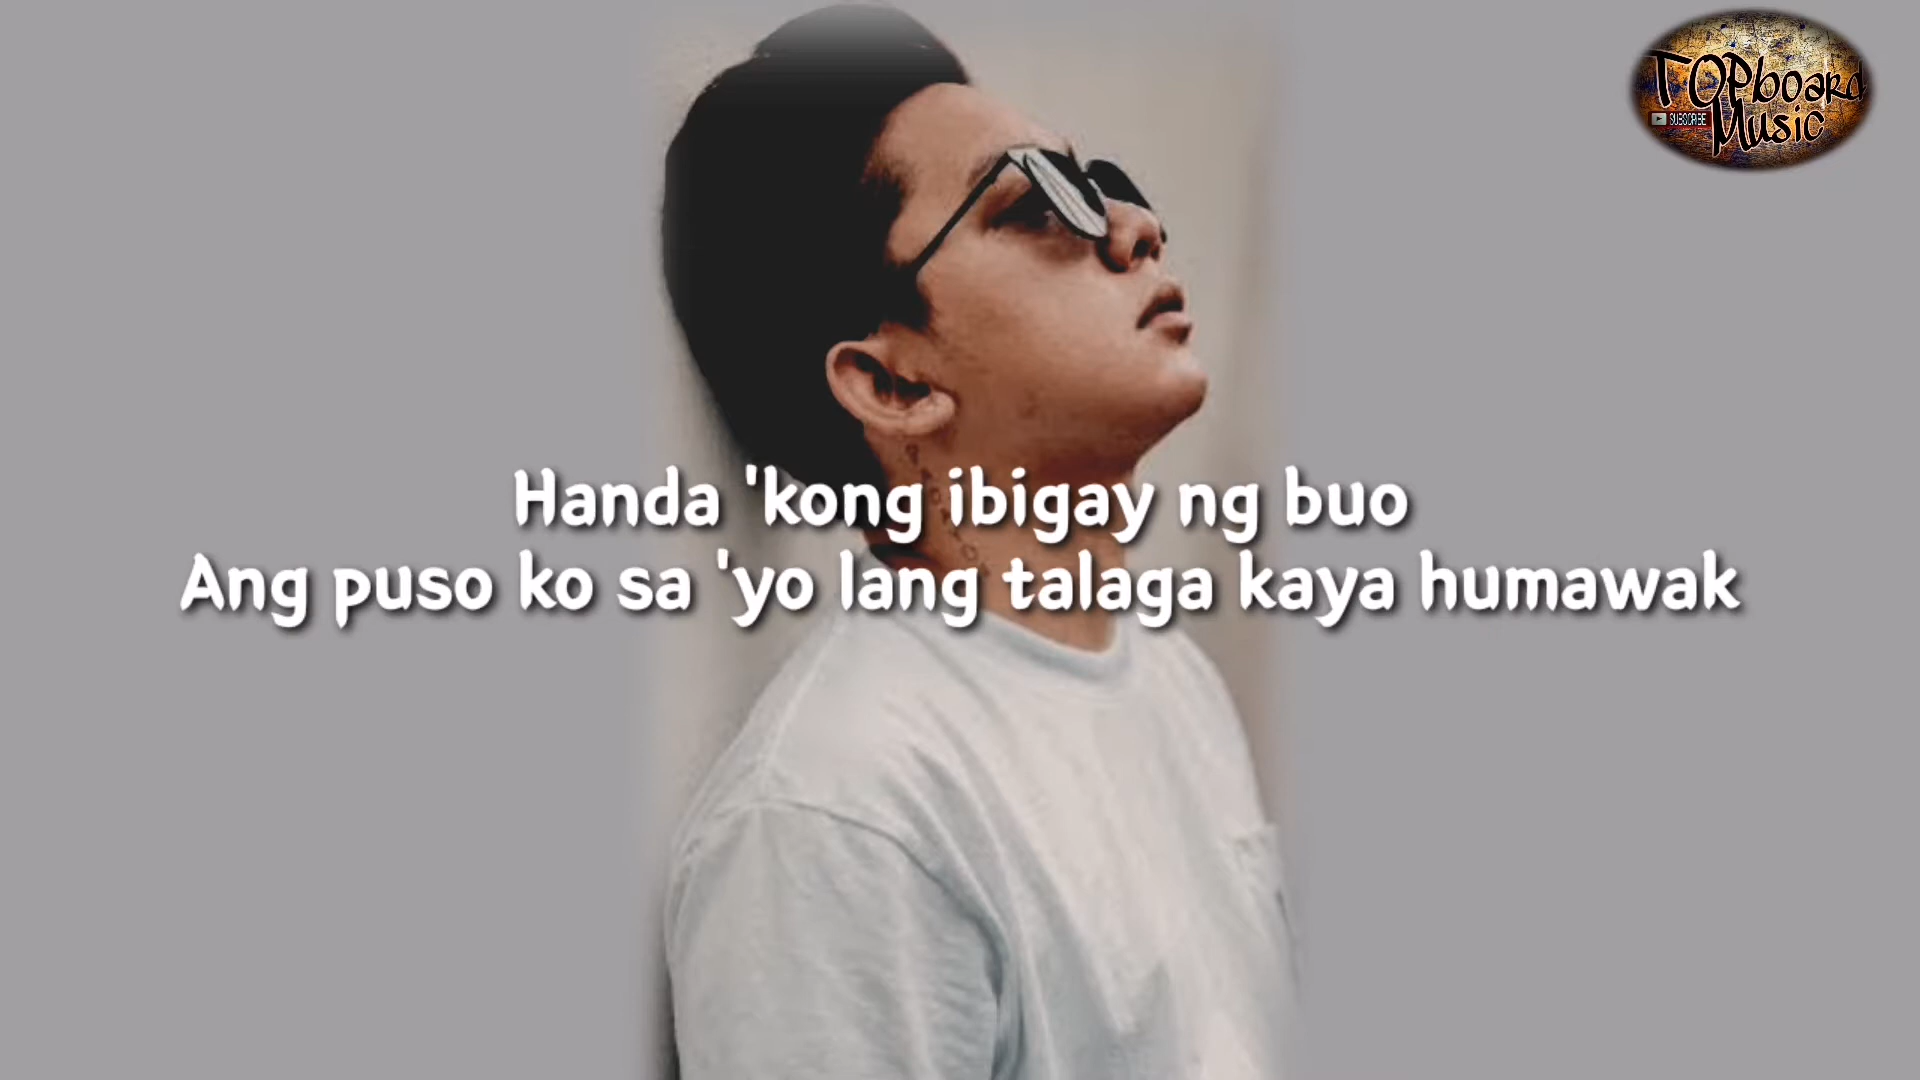 TOPboard
SUBSCRIBE
Music
Handa 'kong ibigay ng buo
Ang puso ko sa 'yo lang talaga kaya humawak